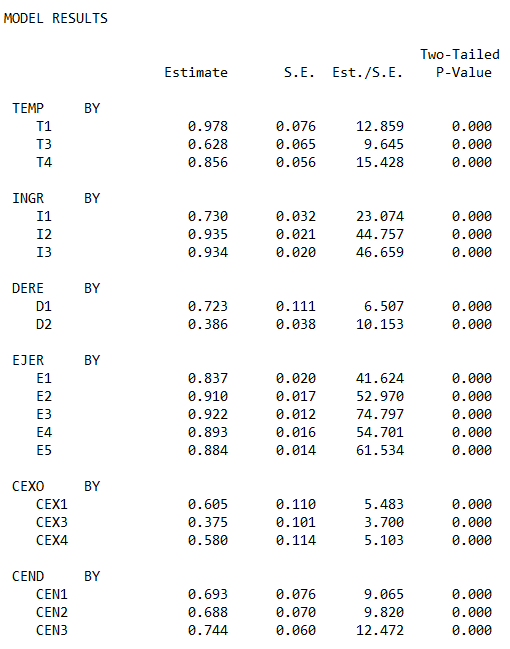 MODEL RESULTS
Two-Tailed
Estimate S.E. Est./S.E. P-Value
TEMP BY
T1 0.978 0.076 12.859 0.000
T3 0.628 0.065 9.645 0.000
T4 0.856 0.056 15.428 0.000
INGR BY
I1 0.730 0.032 23.074 0.000
I2 0.935 0.021 44.757 0.000
I3 0.934 0.020 46.659 0.000
DERE BY
D1 0.723 0.111 6.507 0.000
D2 0.386 0.038 10.153 0.000
EJER BY
E1 0.837 0.020 41.624 0.000
E2 0.910 0.017 52.970 0.000
E3 0.922 0.012 74.797 0.000
E4 0.893 0.016 54.701 0.000
E5 0.884 0.014 61.534 0.000
CEXO BY
CEX1 0.605 0.110 5.483 0.000
CEX3 0.375 0.101 3.700 0.000
CEX4 0.580 0.114 5.103 0.000
CEND BY
CEN1 0.693 0.076 9.065 0.000
CEN2 0.688 0.070 9.820 0.000
CEN3 0.744 0.060 12.472 0.000